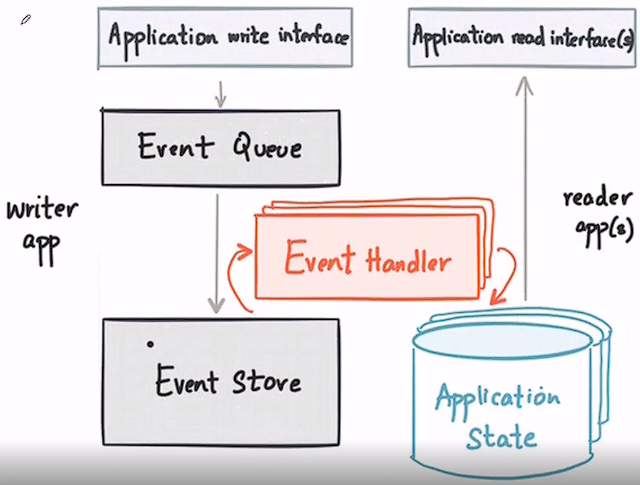 Application write interface
Application read interface(s)
Event Queue
writer
app
Event Handler
reader
app(s)
Event Store
Application
State